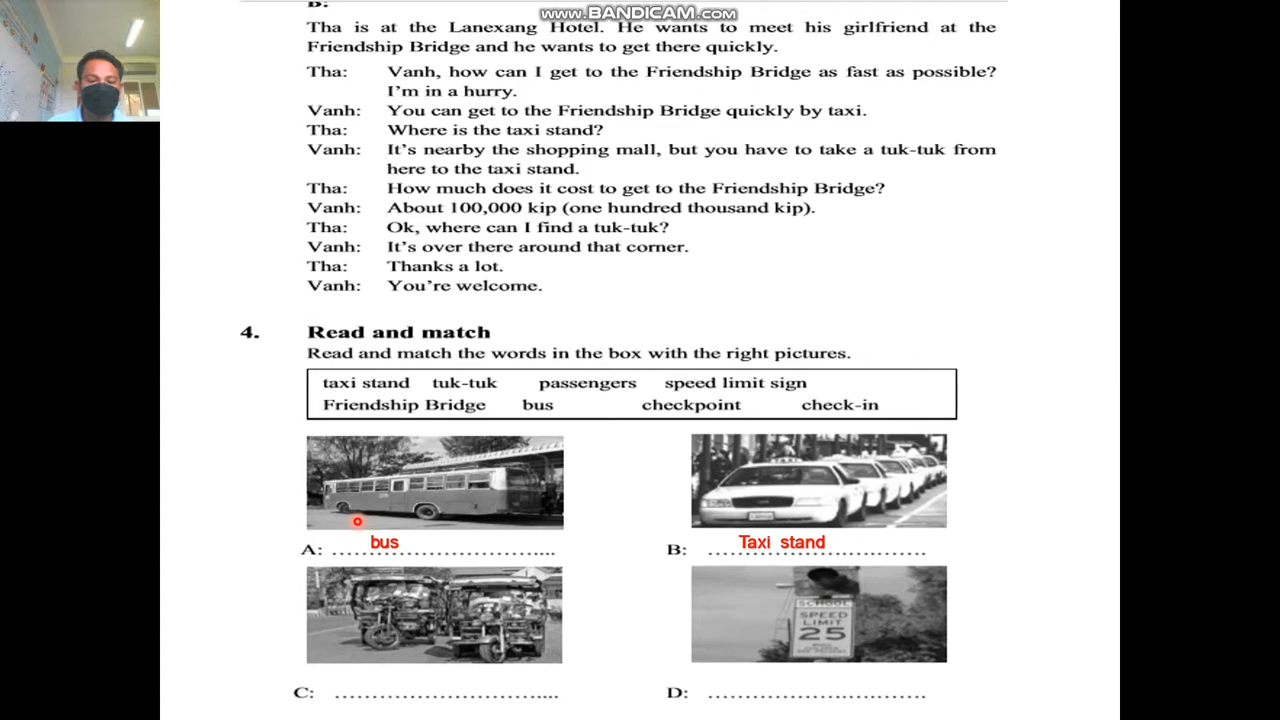 www.BANDICAM.com
B:
Tha is at the Lanexang Hotel. He wants to meet his girlfriend at the
Friendship Bridge and he wants to get there quickly.
Tha: Vanh, how can I get to the Friendship Bridge as fast as possible?
I'm in a hurry.
Vanh: You can get to the Friendship Bridge quickly by taxi.
Tha: Where is the taxi stand?
Vanh: It's nearby the shopping mall, but you have to take a tuk-tuk from
here to the taxi stand.
Tha: How much does it cost to get to the Friendship Bridge?
Vanh: About 100,000 kip (one hundred thousand kip).
Tha: Ok, where can I find a tuk-tuk?
Vanh: It's over there around that corner.
Tha: Thanks a lot.
Vanh: You're welcome.
4. Read and match
Read and match the words in the box with the right pictures.
taxi stand tuk-tuk passengers speed limit sign
Friendship Bridge bus checkpoint check-in
A: bus
B: Taxi stand
SCHOOL
SPEED
LIMIT
25
C: ................................
D: ................................